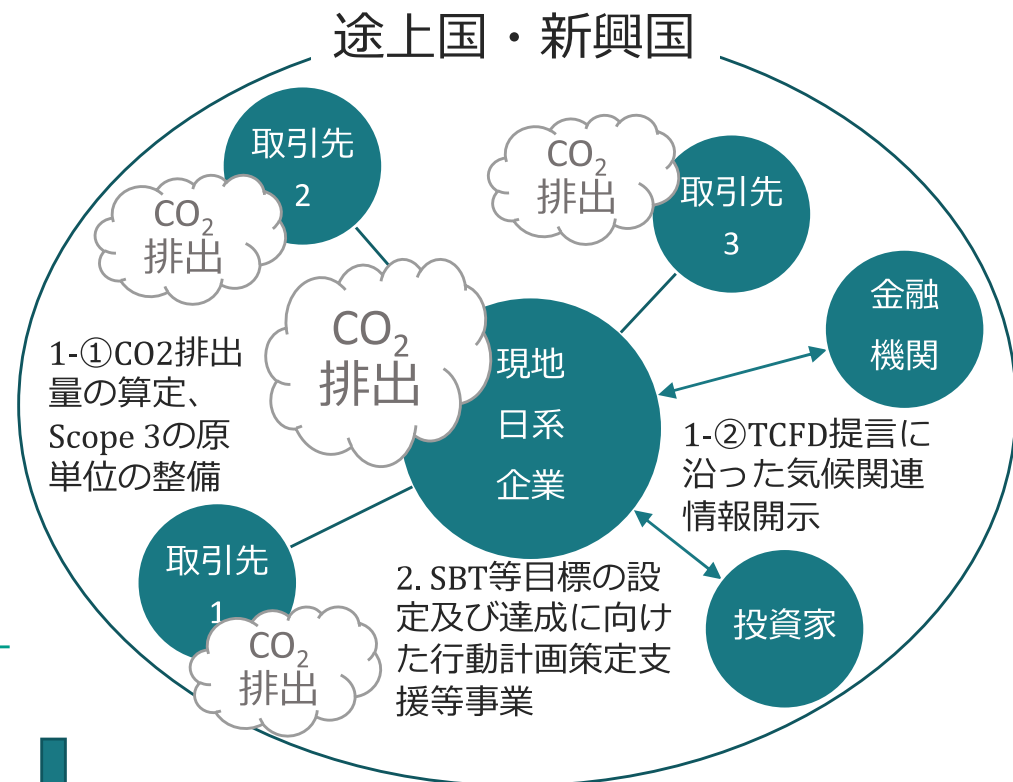 途上国・新興国
取引先
2
CO2
排出
CO2
排出
取引先
3
CO2
排出
金融
機関
現地
日系
企業
1-①CO2排出
量の算定、
Scope 3の原
単位の整備
1-②TCFD提言に
沿った気候関連
情報開示
取引先
1
CO2
排出
2. SBT等目標の設
定及び達成に向け
た行動計画策定支
援等事業
投資家